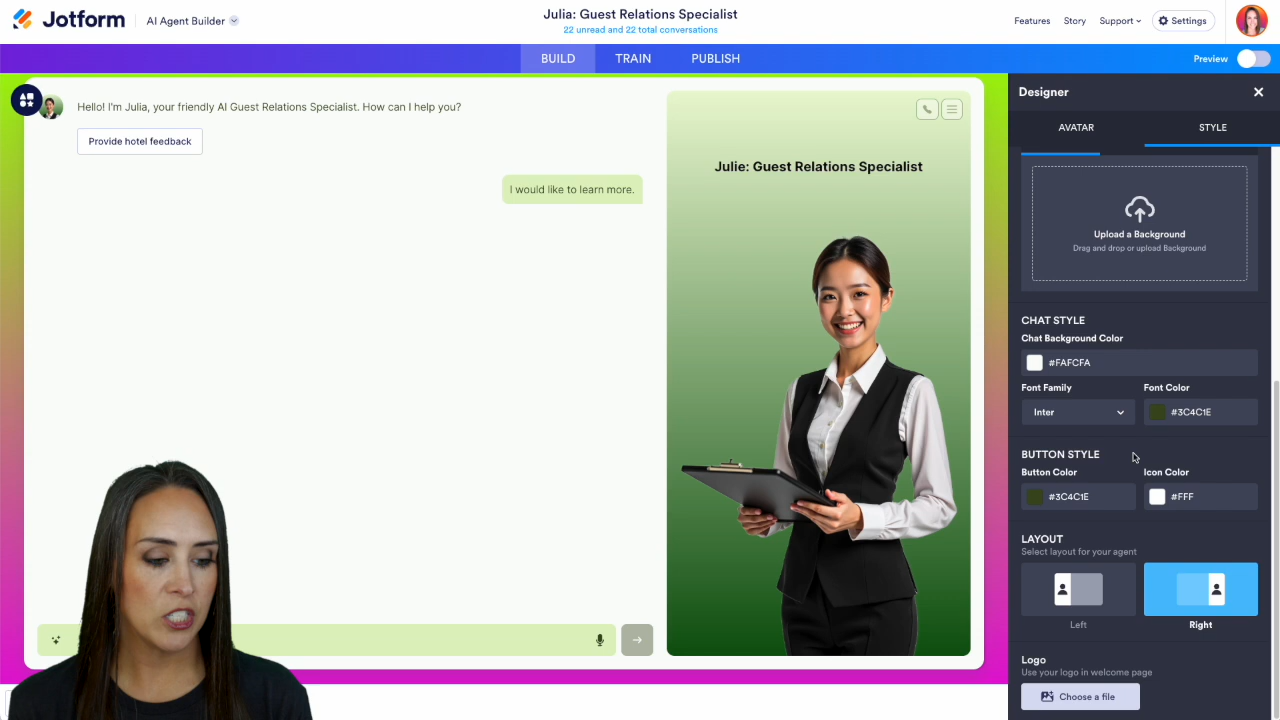 Jotform
AI Agent Builder
Julia: Guest Relations Specialist
22 unread and 22 total conversations
Features
Story
Support
Settings
BUILD
TRAIN
PUBLISH
Preview
Hello! I'm Julia, your friendly AI Guest Relations Specialist. How can I help you?
Provide hotel feedback
I would like to learn more.
Julie: Guest Relations Specialist
Designer
AVATAR
STYLE
Upload a Background
Drag and drop or upload Background
CHAT STYLE
Chat Background Color
#FAFCFA
Font Family
Font Color
Inter
#3C4C1E
BUTTON STYLE
Button Color
Icon Color
#3C4C1E
#FFF
LAYOUT
Select layout for your agent
Left
Right
Logo
Use your logo in welcome page
Choose a file